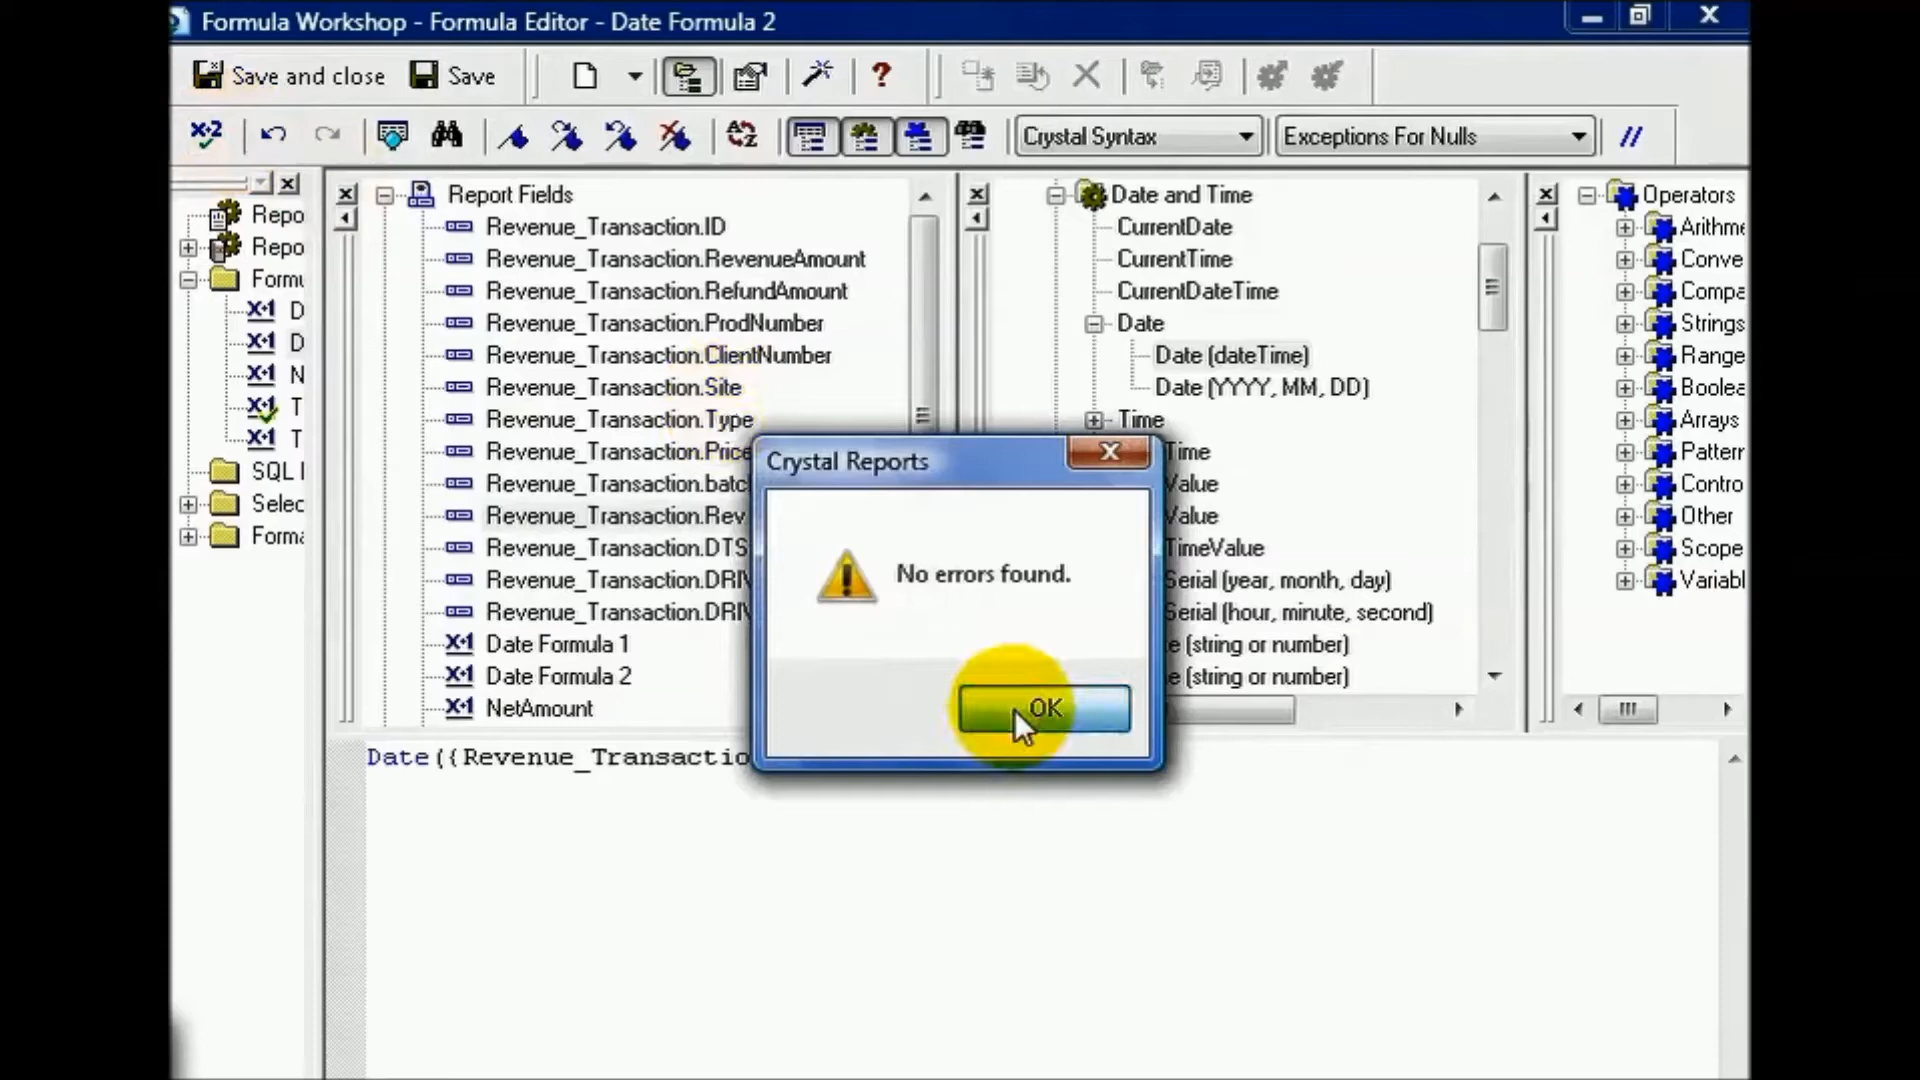 Formula Workshop - Formula Editor - Date Formula 2
Save and close
Save
Crystal Syntax
Exceptions For Nulls
//
Repo
Repo
Formu
D
D
N
T
T
SQL
Selec
Forma
Report Fields
Revenue_Transaction.ID
Revenue_Transaction.RevenueAmount
Revenue_Transaction.RefundAmount
Revenue_Transaction.ProdNumber
Revenue_Transaction.ClientNumber
Revenue_Transaction.Site
Revenue_Transaction.Type
Revenue_Transaction.Price
Revenue_Transaction.batc
Revenue_Transaction.Rev
Revenue_Transaction.DTS
Revenue_Transaction.DRI
Revenue_Transaction.DRI
Date Formula 1
Date Formula 2
NetAmount
Date and Time
CurrentDate
CurrentTime
CurrentDateTime
Date
Date (dateTime)
Date (YYYY, MM, DD)
Time
Time
Value
Value
TimeValue
Serial (year, month, day)
Serial (hour, minute, second)
e (string or number)
e (string or number)
Operators
Arithme
Conve
Compa
Strings
Range
Boolea
Arrays
Pattern
Contro
Other
Scope
Variabl
Crystal Reports
No errors found.
OK
Date({Revenue_Transactio